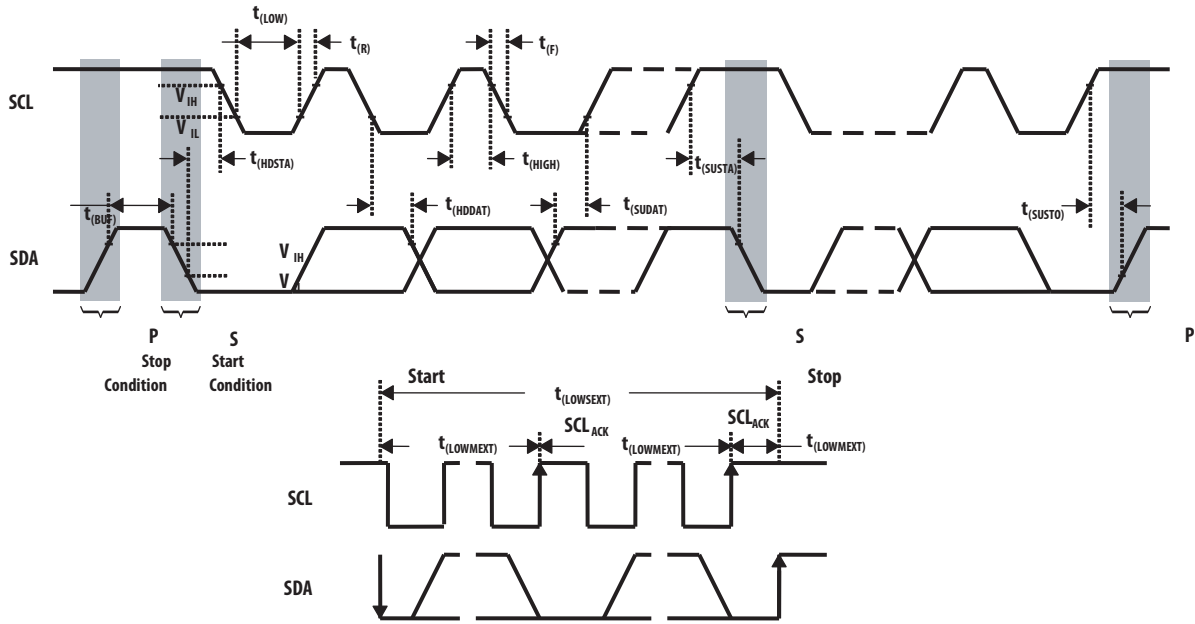 t(LOW)
t(R)
t(F)
SCL
VIH
VIL
t(HDSTA)
t(HIGH)
t(SUSTA)
t(BUF)
t(HDDAT)
t(SUDAT)
t(SUSTO)
SDA
VIH
V
P
S
S
P
Stop
Start
Condition
Condition
Start
Stop
t(LOWSEXT)
SCLACK
SCLACK
t(LOWMEXT)
t(LOWMEXT)
t(LOWMEXT)
SCL
SDA